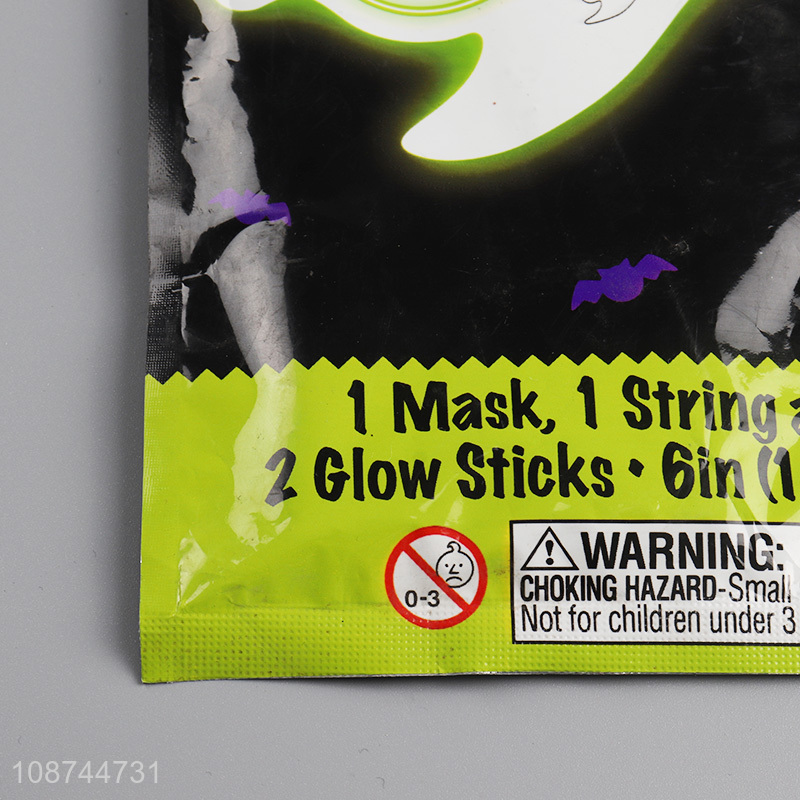 1 Mask, 1 String
2 Glow Sticks • 6in (1
0-3
WARNING:
CHOKING HAZARD-Small
Not for children under 3
108744731